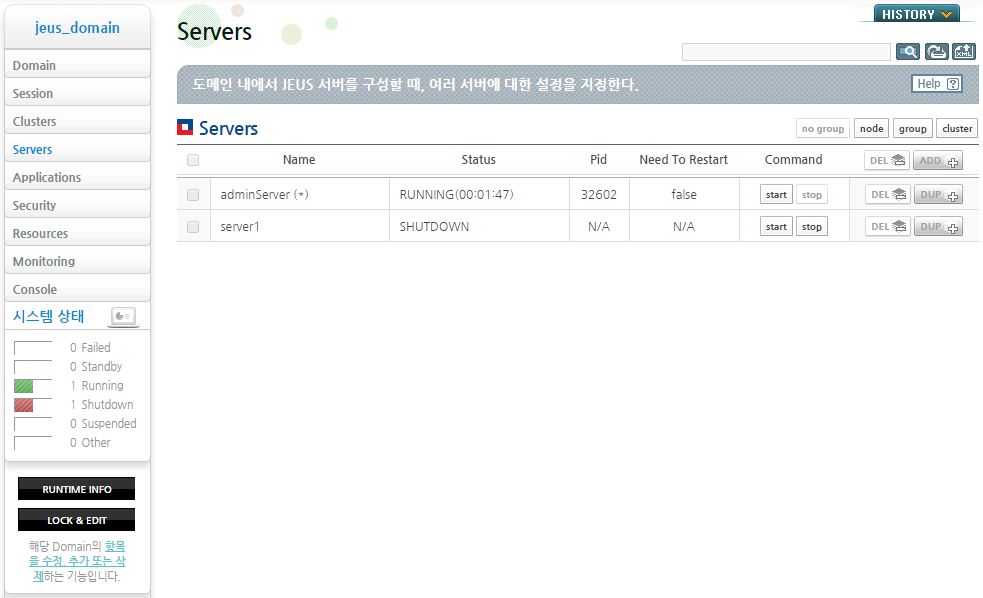 jeus_domain
Domain
Session
Clusters
Servers
Applications
Security
Resources
Monitoring
Console
시스템 상태
0 Failed
0 Standby
1 Running
1 Shutdown
0 Suspended
0 Other
RUNTIME INFO
LOCK & EDIT
해당 Domain의 항목
을 수정, 추가 또는 삭
제하는 기능입니다.
Servers
HISTORY
XML
도메인 내에서 JEUS 서버를 구성할 때, 여러 서버에 대한 설정을 지정한다.
Help ?
Servers
no group node group cluster
Name Status Pid Need To Restart Command DEL ADD
adminServer (*) RUNNING(00:01:47) 32602 false start stop DEL DUP
server1 SHUTDOWN N/A N/A start stop DEL DUP